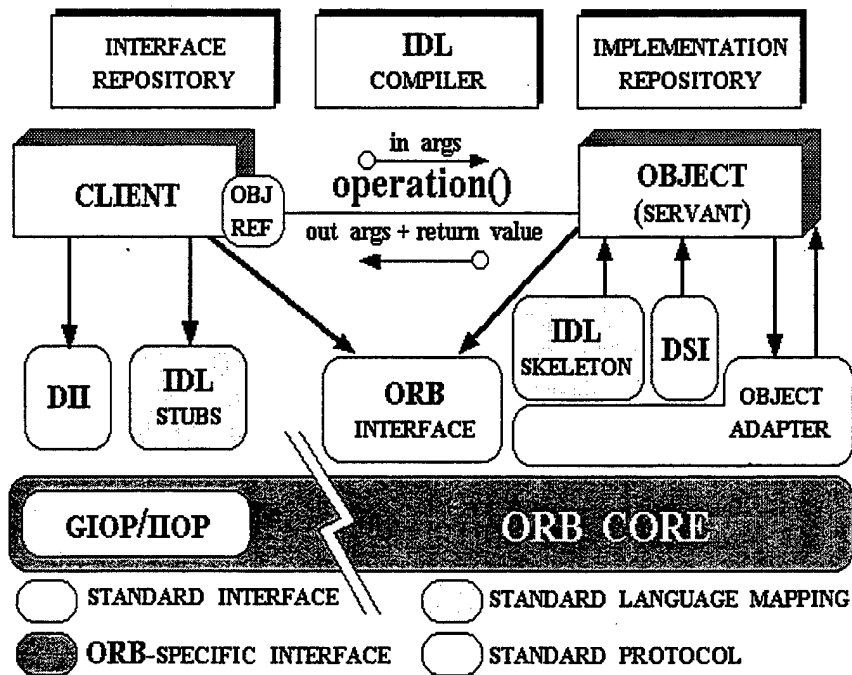 INTERFACE
REPOSITORY
IDL
COMPILER
IMPLEMENTATION
REPOSITORY
in args
operation()
out args + return value
CLIENT
OBJ
REF
OBJECT
(SERVANT)
DII
IDL
STUBS
ORB
INTERFACE
IDL
SKELETON
DSI
OBJECT
ADAPTER
GIOP/IIOP
ORB CORE
STANDARD INTERFACE
STANDARD LANGUAGE MAPPING
ORB-SPECIFIC INTERFACE
STANDARD PROTOCOL